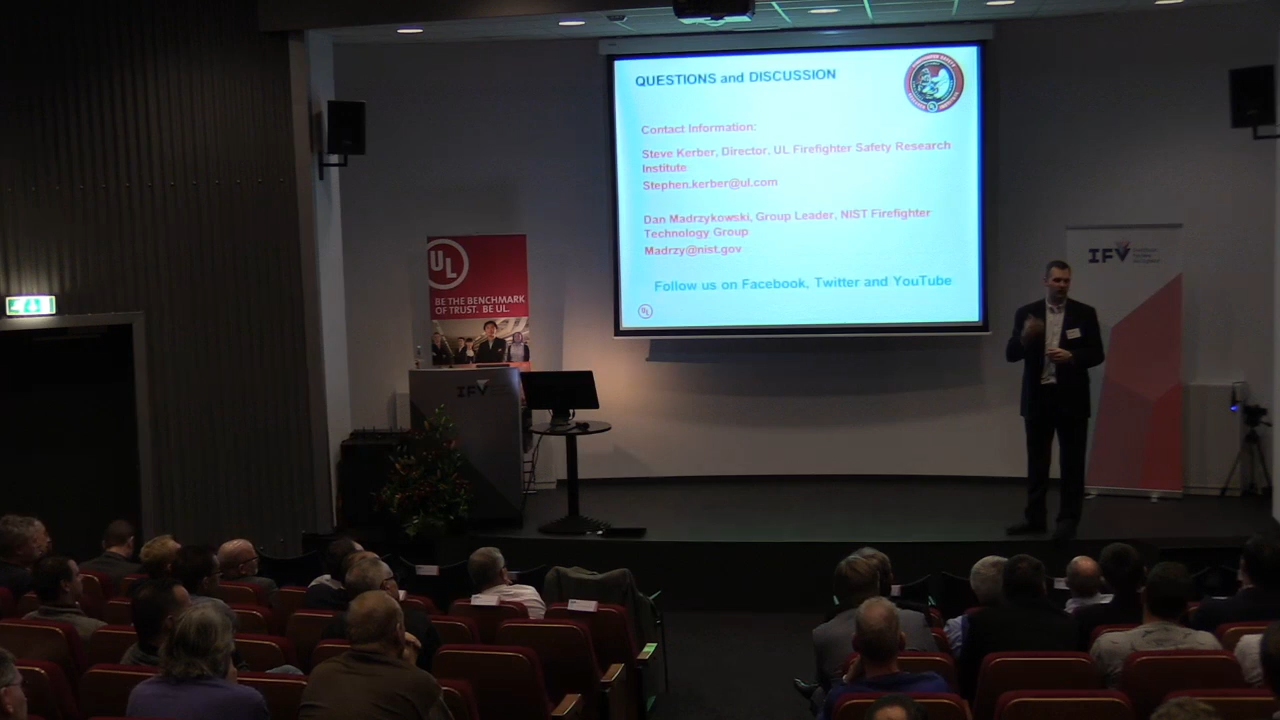 QUESTIONS and DISCUSSION
Contact Information:
Steve Kerber, Director, UL Firefighter Safety Research
Institute
Stephen.kerber@ul.com
Dan Madrzykowski, Group Leader, NIST Firefighter
Technology Group
Madrzy@nist.gov
Follow us on Facebook, Twitter and YouTube
UL
UL
BE THE BENCHMARK
OF TRUST. BE UL.
IFV
IFV